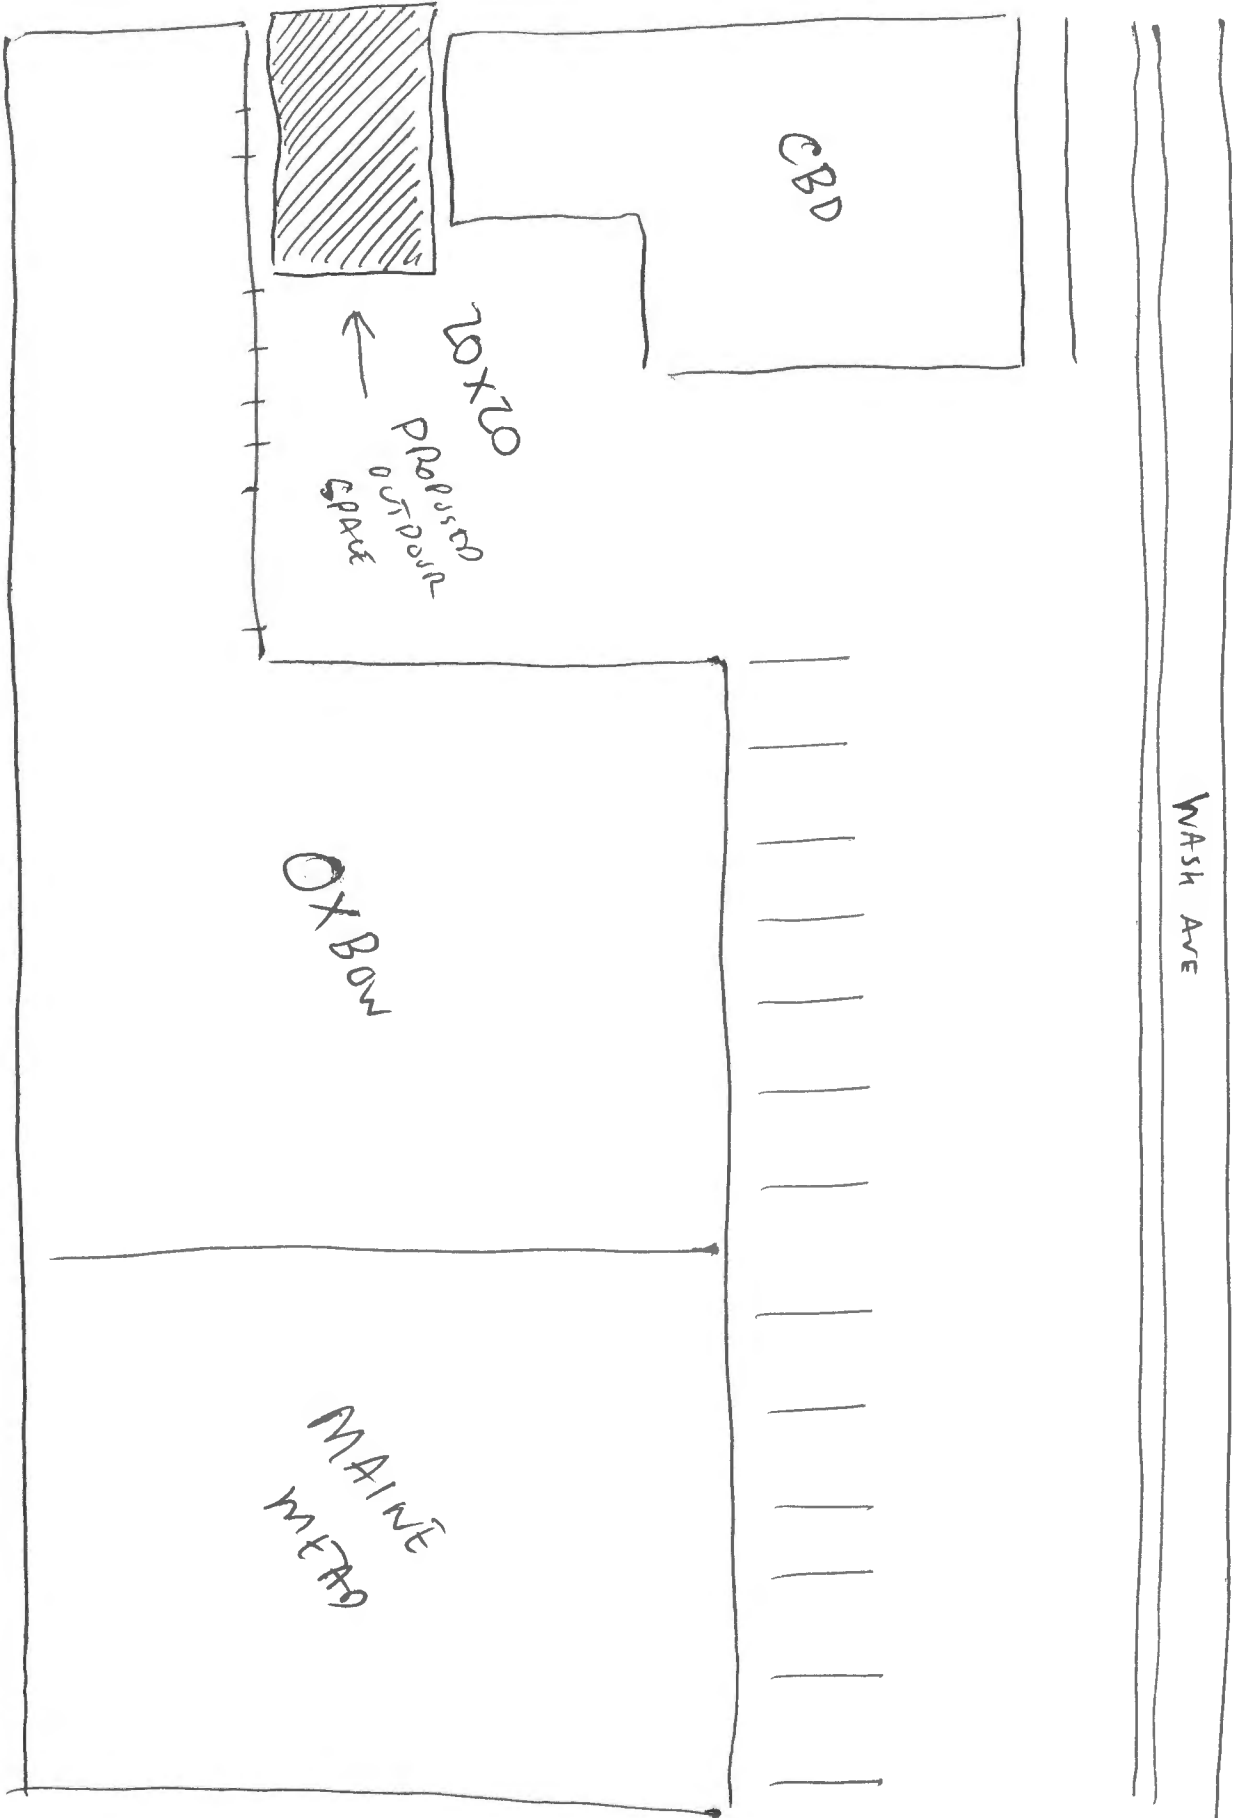 WASH AVE
CBD
20X20
PROPOSED
OUTDOOR
SPACE
OXBOW
MAINE
MEAD